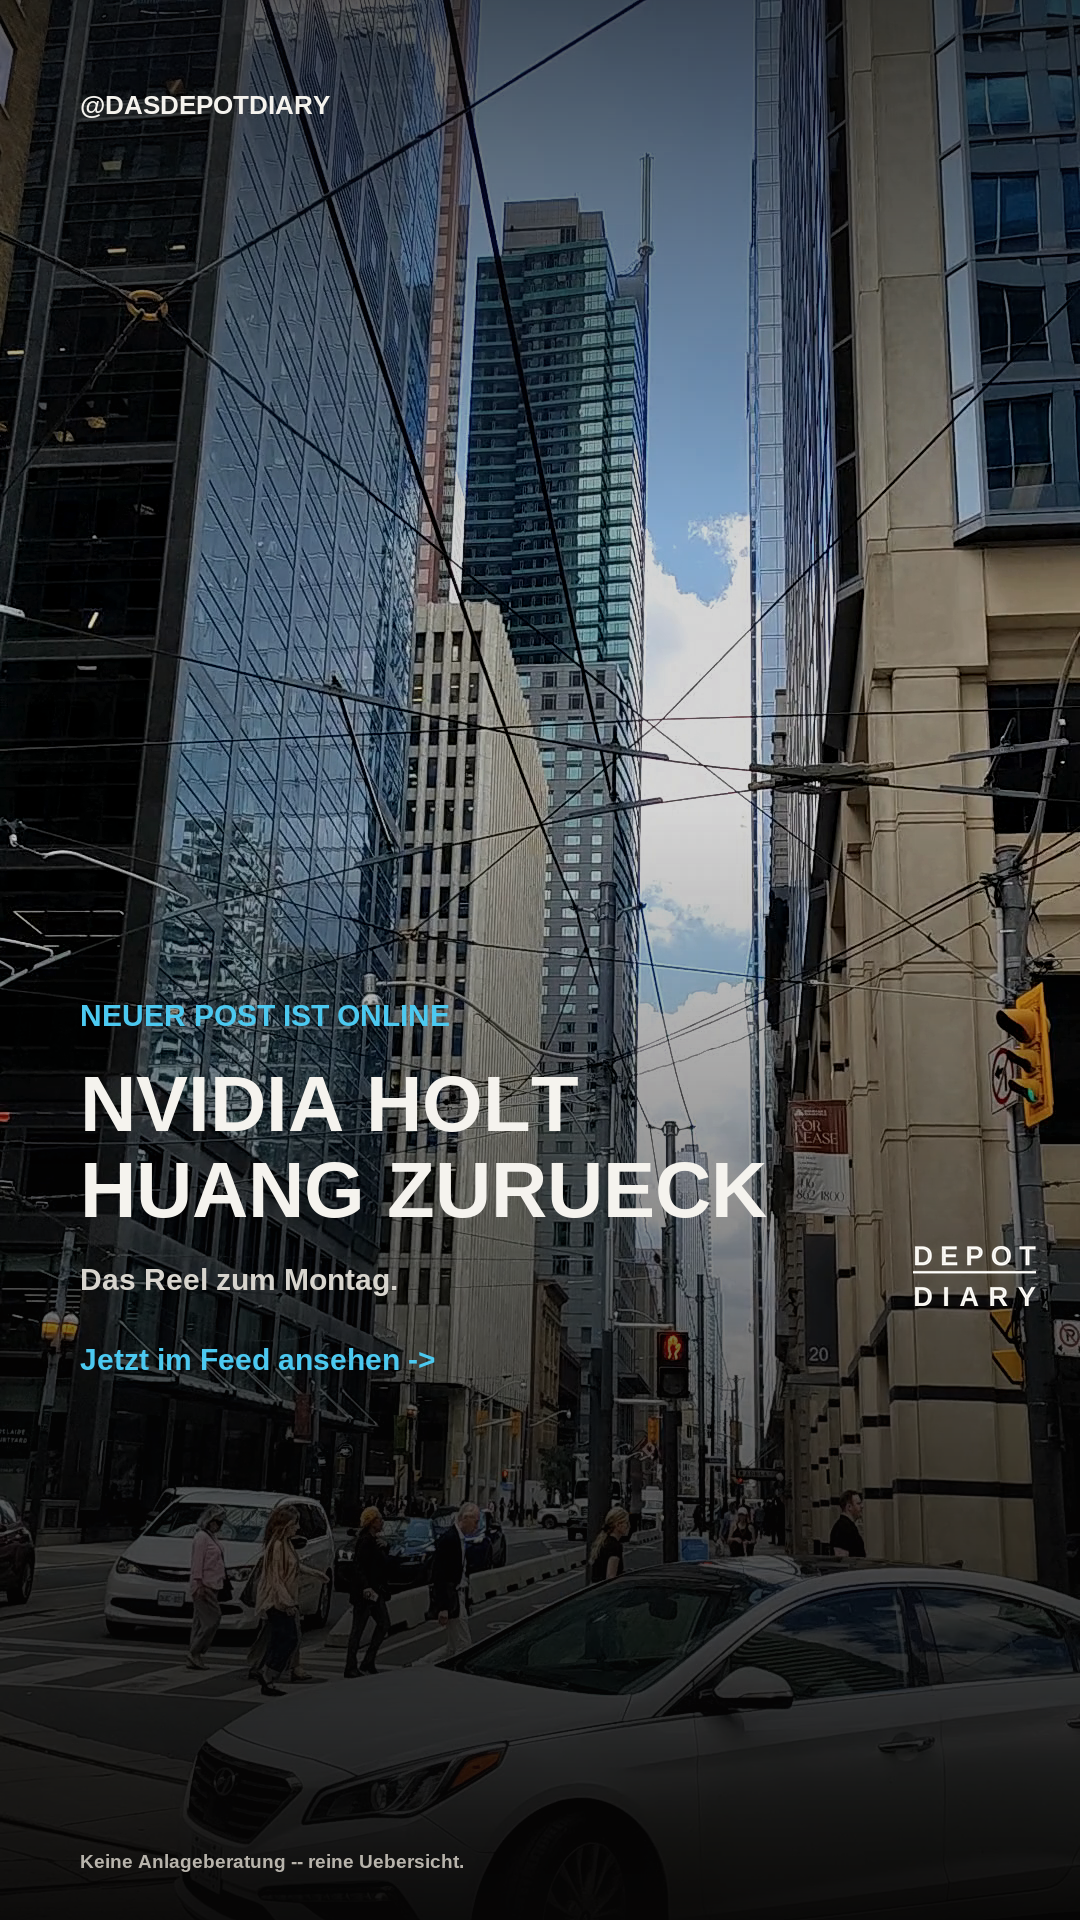 @DASDEPOTDIARY
NEUER POST IST ONLINE
NVIDIA HOLT
HUANG ZURUECK
Das Reel zum Montag.
Jetzt im Feed ansehen ->
DEPOT
DIARY
FOR
LEASE
20
Keine Anlageberatung -- reine Uebersicht.